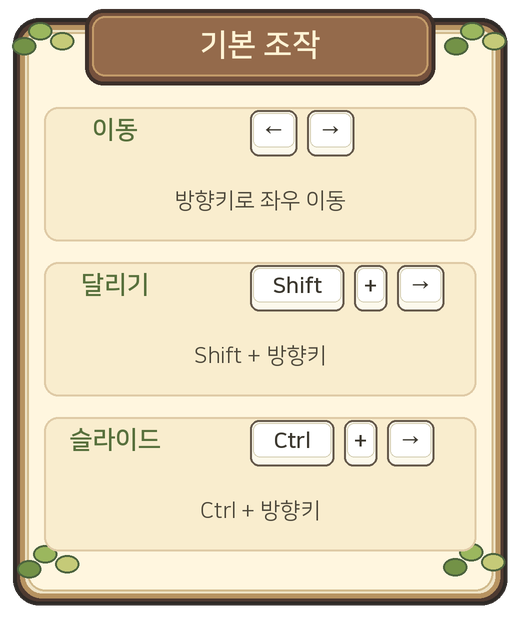 기본 조작
이동 ← →
방향키로 좌우 이동
달리기 Shift + →
Shift + 방향키
슬라이드 Ctrl + →
Ctrl + 방향키